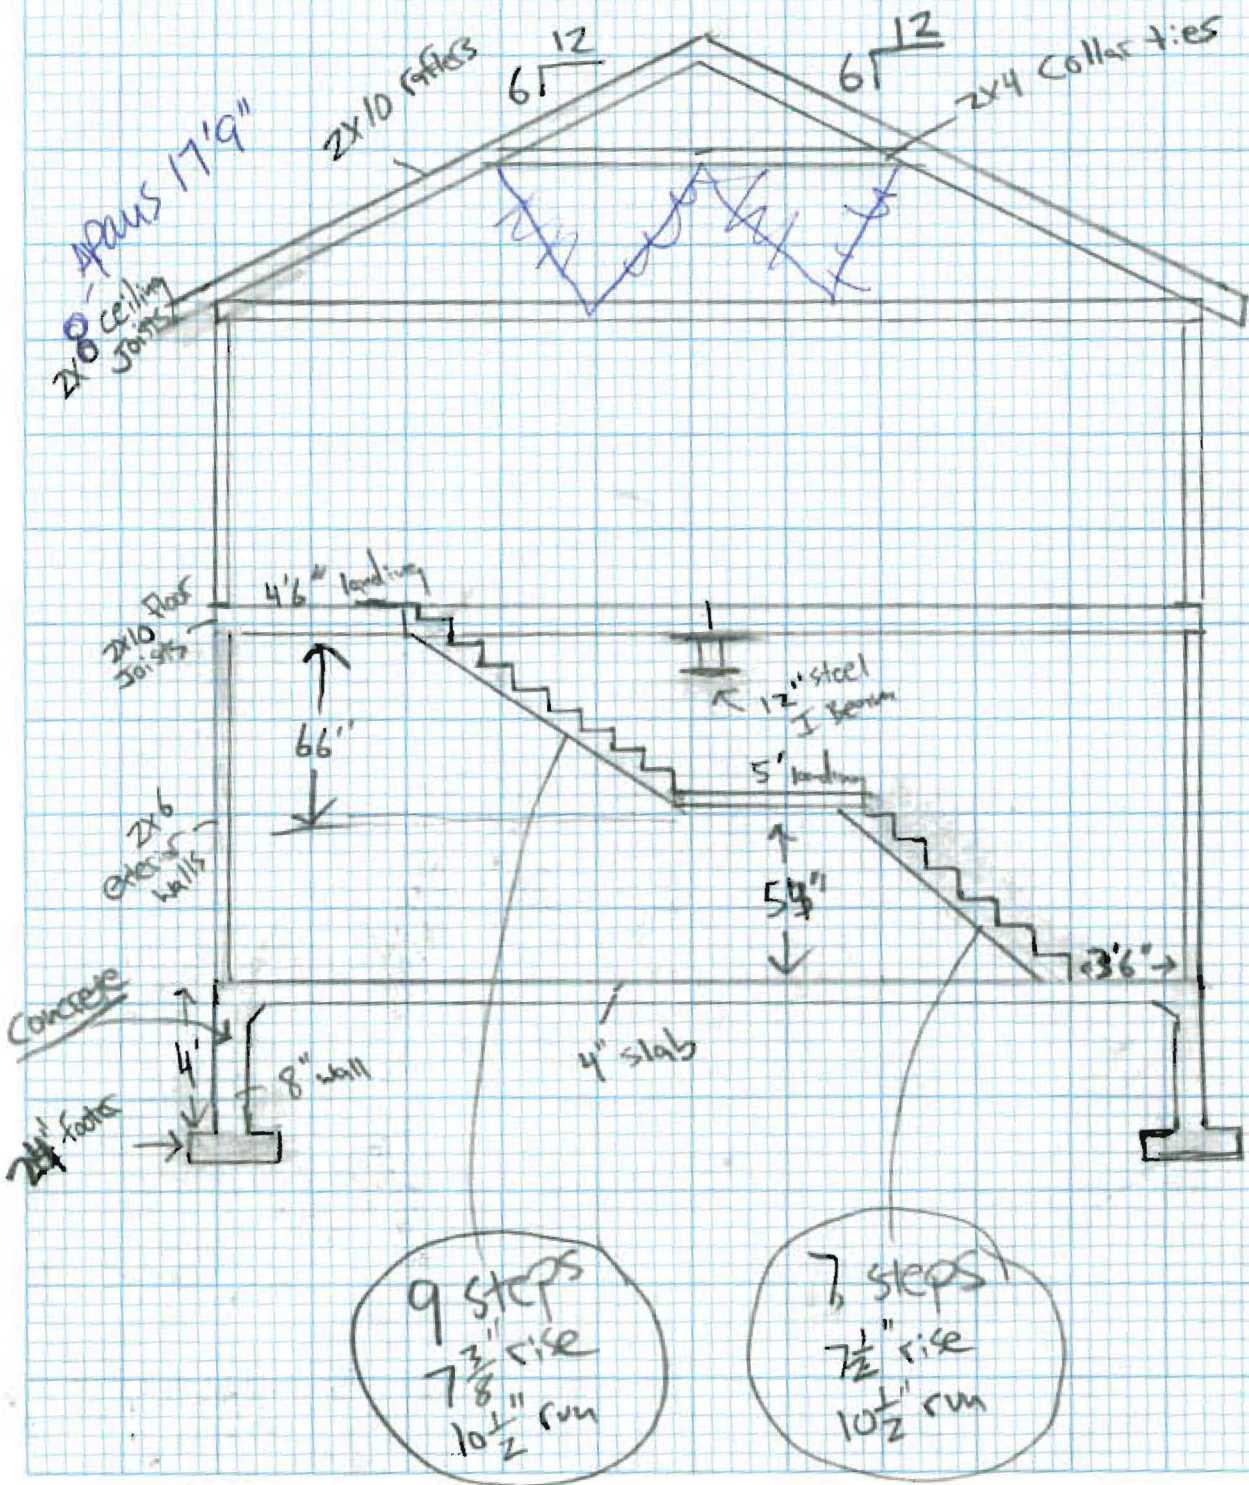 12
6
12
6
2x10 rafters
2x4 Collar ties
spans 17'9"
2x8 ceiling
Joists
4'6" landing
2x10 Floor
Joists
66"
12" steel
I Beam
5' landing
2x6
exterior
walls
3'6"
Concrete
4'
8" wall
4" slab
footer
9 steps
7 3/8" rise
10 1/2" run
7 steps
7 1/2" rise
10 1/2" run